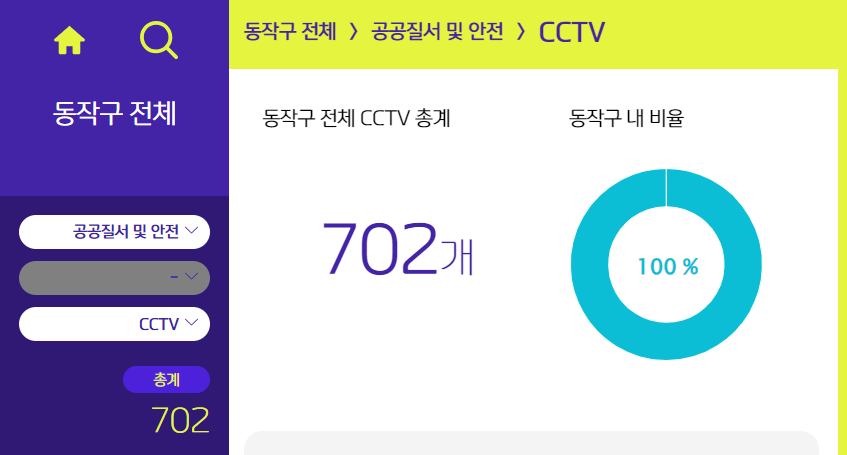 동작구 전체 > 공공질서 및 안전 > CCTV
동작구 전체
공공질서 및 안전
-
CCTV
총계
702
동작구 전체 CCTV 총계
702개
동작구 내 비율
100 %